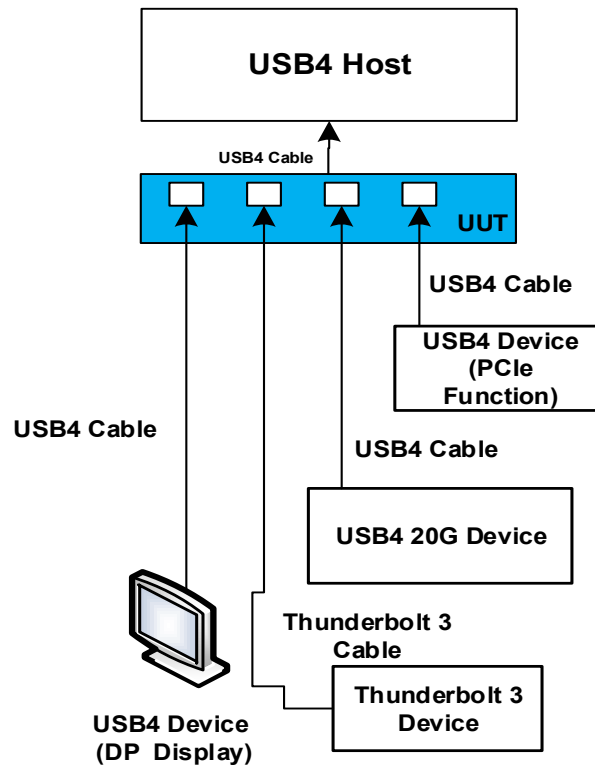 USB4 Host
USB4 Cable
UUT
USB4 Cable
USB4 Device
(PCIe
Function)
USB4 Cable
USB4 Cable
USB4 20G Device
Thunderbolt 3
Cable
Thunderbolt 3
Device
USB4 Device
(DP Display)